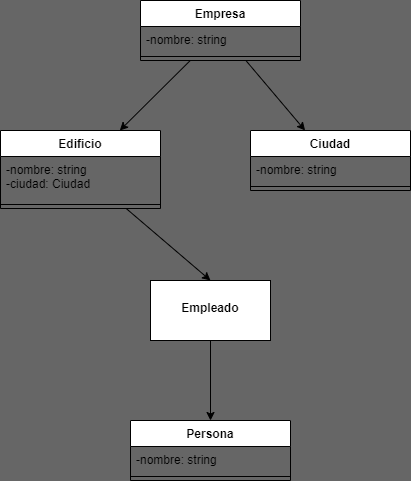 Empresa
-nombre: string
Edificio
-nombre: string
-ciudad: Ciudad
Ciudad
-nombre: string
Empleado
Persona
-nombre: string